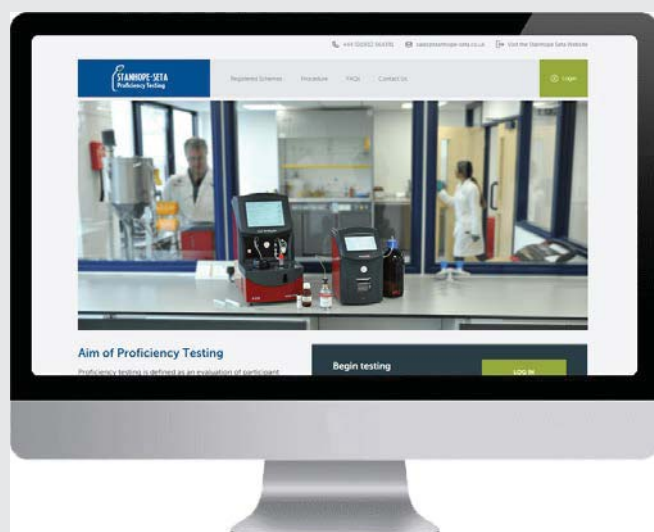 Visit the Stanhope Seta Website
STANHOPE-SETA
Proficiency Testing
Registered Schemes
Procedure
FAQs
Contact Us
Login
Aim of Proficiency Testing
Begin testing
LOG IN
Proficiency testing is defined as an evaluation of participant